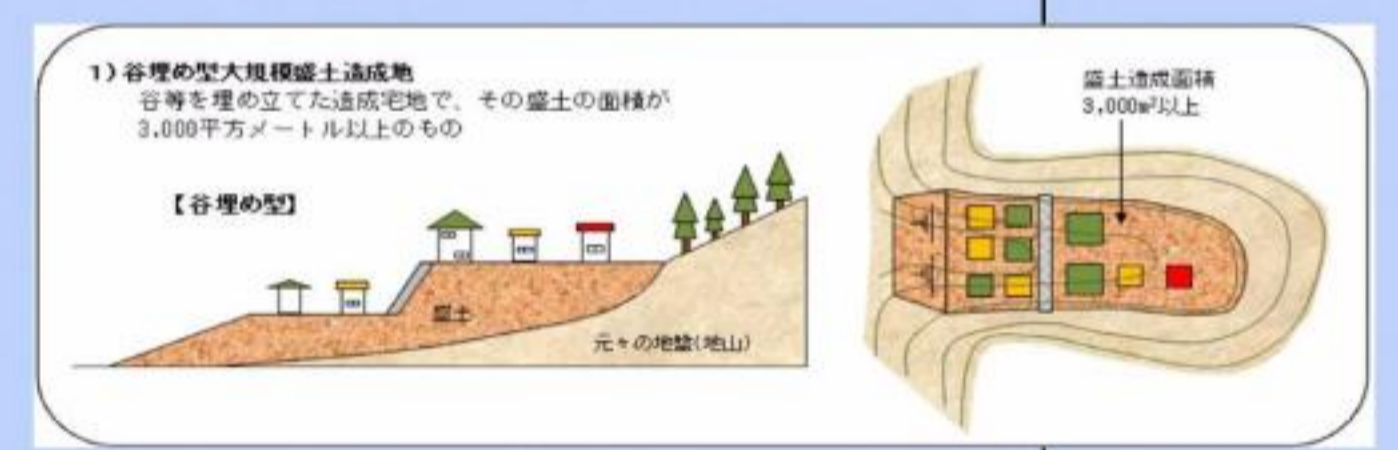 1)谷埋め型大規模盛土造成地
谷等を埋め立てた造成宅地で、その盛土の面積が
3,000平方メートル以上のもの
【谷埋め型】
盛土
元々の地盤(地山)
盛土造成面積
3,000m²以上